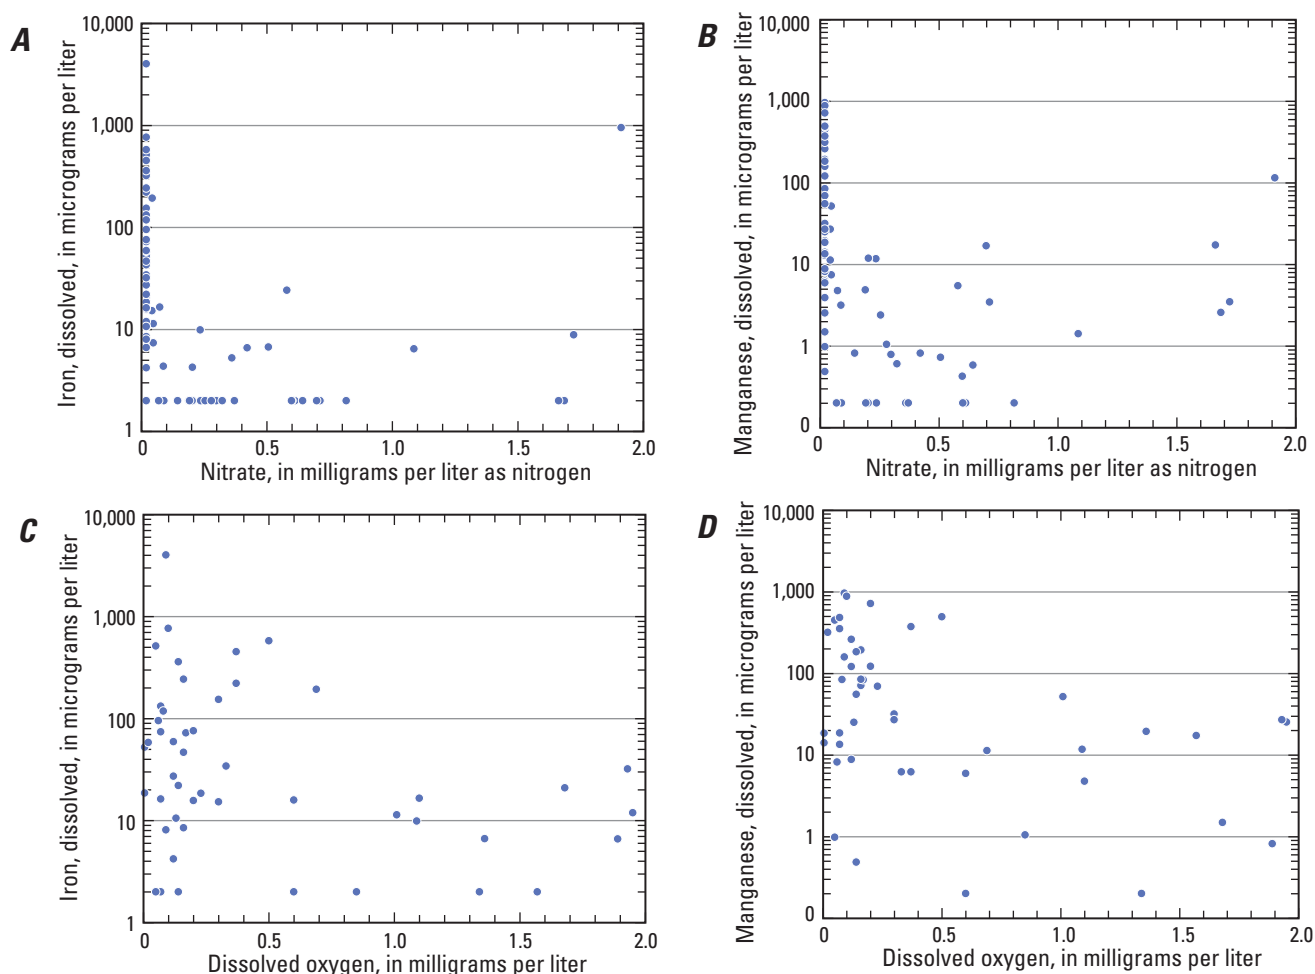 A
Iron, dissolved, in micrograms per liter
10,000
1,000
100
10
1
0 0.5 1.0 1.5 2.0
Nitrate, in milligrams per liter as nitrogen
B
Manganese, dissolved, in micrograms per liter
10,000
1,000
100
10
1
0
0 0.5 1.0 1.5 2.0
Nitrate, in milligrams per liter as nitrogen
C
Iron, dissolved, in micrograms per liter
10,000
1,000
100
10
1
0 0.5 1.0 1.5 2.0
Dissolved oxygen, in milligrams per liter
D
Manganese, dissolved, in micrograms per liter
10,000
1,000
100
10
1
0
0 0.5 1.0 1.5 2.0
Dissolved oxygen, in milligrams per liter